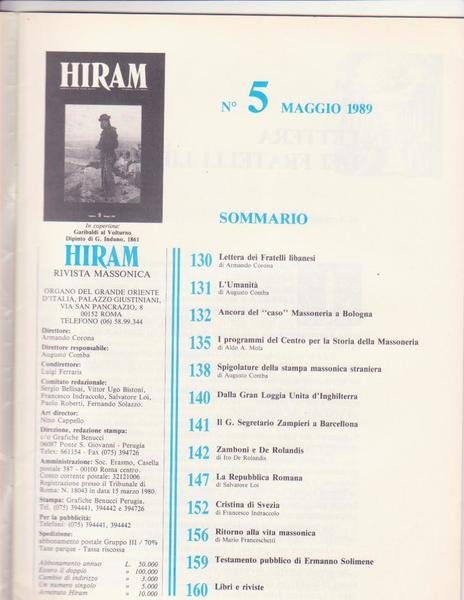 HIRAM
In copertina:
Garibaldi al Volturno
Dipinto di G. Induno, 1861
HIRAM
RIVISTA MASSONICA
ORGANO DEL GRANDE ORIENTE
D'ITALIA, PALAZZO GIUSTINIANI,
VIA SAN PANCRAZIO, 8
00152 ROMA
TELEFONO (06) 58.99.344
Direttore:
Armando Corona
Direttore responsabile:
Augusto Comba
Condirettore:
Luigi Ferraris
Comitato redazionale:
Sergio Bellisai, Vittor Ugo Bistoni,
Francesco Indraccolo, Salvatore Loi,
Paolo Roberti, Fernando Solazzo.
Art director:
Nino Cappello
Direzione, redazione stampa:
c/o Grafiche Benucci
06087 Ponte S. Giovanni - Perugia
Telex: 661154 - Fax (075) 394726
Amministrazione: Soc. Erasmo, Casella
postale 387 - 00100 Roma centro.
Conto corrente postale: 32121006
Registrazione presso il Tribunale di
Roma: N. 18043 in data 15 marzo 1980.
Stampa: Grafiche Benucci Perugia.
Tel. (075) 394441, 394442 e 394726
Per la pubblicità:
Telefoni: (075) 394441, 394442
Spedizione:
abbonamento postale Gruppo III / 70%
Taxe parque - Tassa riscossa
Abbonamento annuo L. 50.000
Estero il doppio » 100.000
Cambio di indirizzo » 3.000
Un numero singolo » 5.000
Arretrato Hiram » 10.000
N° 5 MAGGIO 1989
SOMMARIO
130 Lettera dei Fratelli libanesi
di Armando Corona
131 L'Umanità
di Augusto Comba
132 Ancora del "caso" Massoneria a Bologna
135 I programmi del Centro per la Storia della Massoneria
di Aldo A. Mola
138 Spigolature della stampa massonica straniera
di Augusto Comba
140 Dalla Gran Loggia Unita d'Inghilterra
141 Il G. Segretario Zampieri a Barcellona
142 Zamboni e De Rolandis
di Ito De Rolandis
147 La Repubblica Romana
di Salvatore Loi
152 Cristina di Svezia
di Francesco Indraccolo
156 Ritorno alla vita massonica
di Mario Franceschetti
159 Testamento pubblico di Ermanno Solimene
160 Libri e riviste